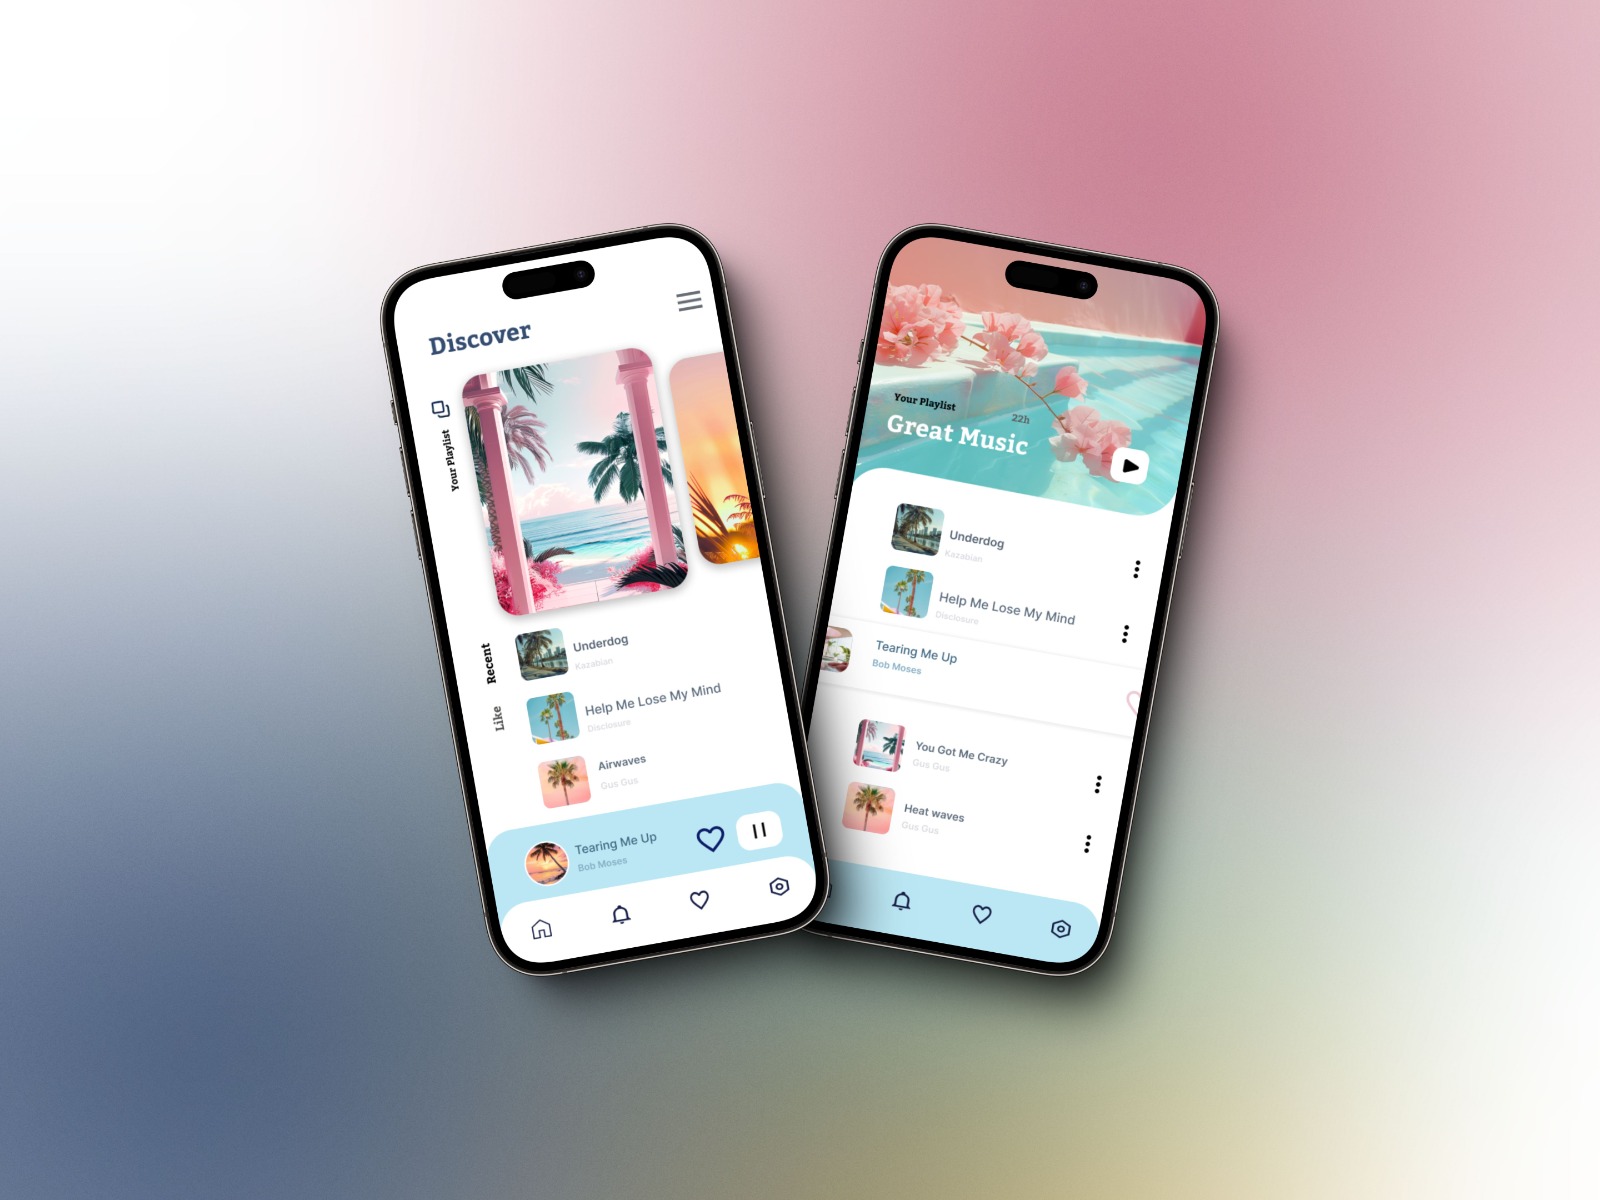 Discover
Your Playlist
Recent
Like
Underdog
Kazabian
Help Me Lose My Mind
Disclosure
Airwaves
Gus Gus
Tearing Me Up
Bob Moses
Your Playlist
22h
Great Music
Underdog
Kazabian
Help Me Lose My Mind
Disclosure
Tearing Me Up
Bob Moses
You Got Me Crazy
Gus Gus
Heat waves
Gus Gus